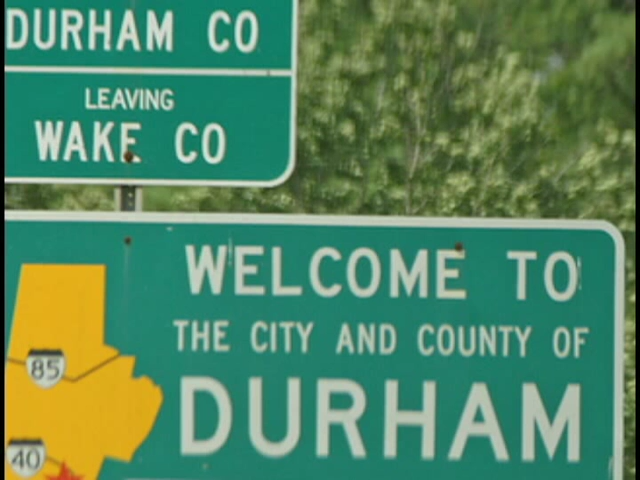 DURHAM CO
LEAVING
WAKE CO
WELCOME TO
THE CITY AND COUNTY OF
DURHAM
85
40